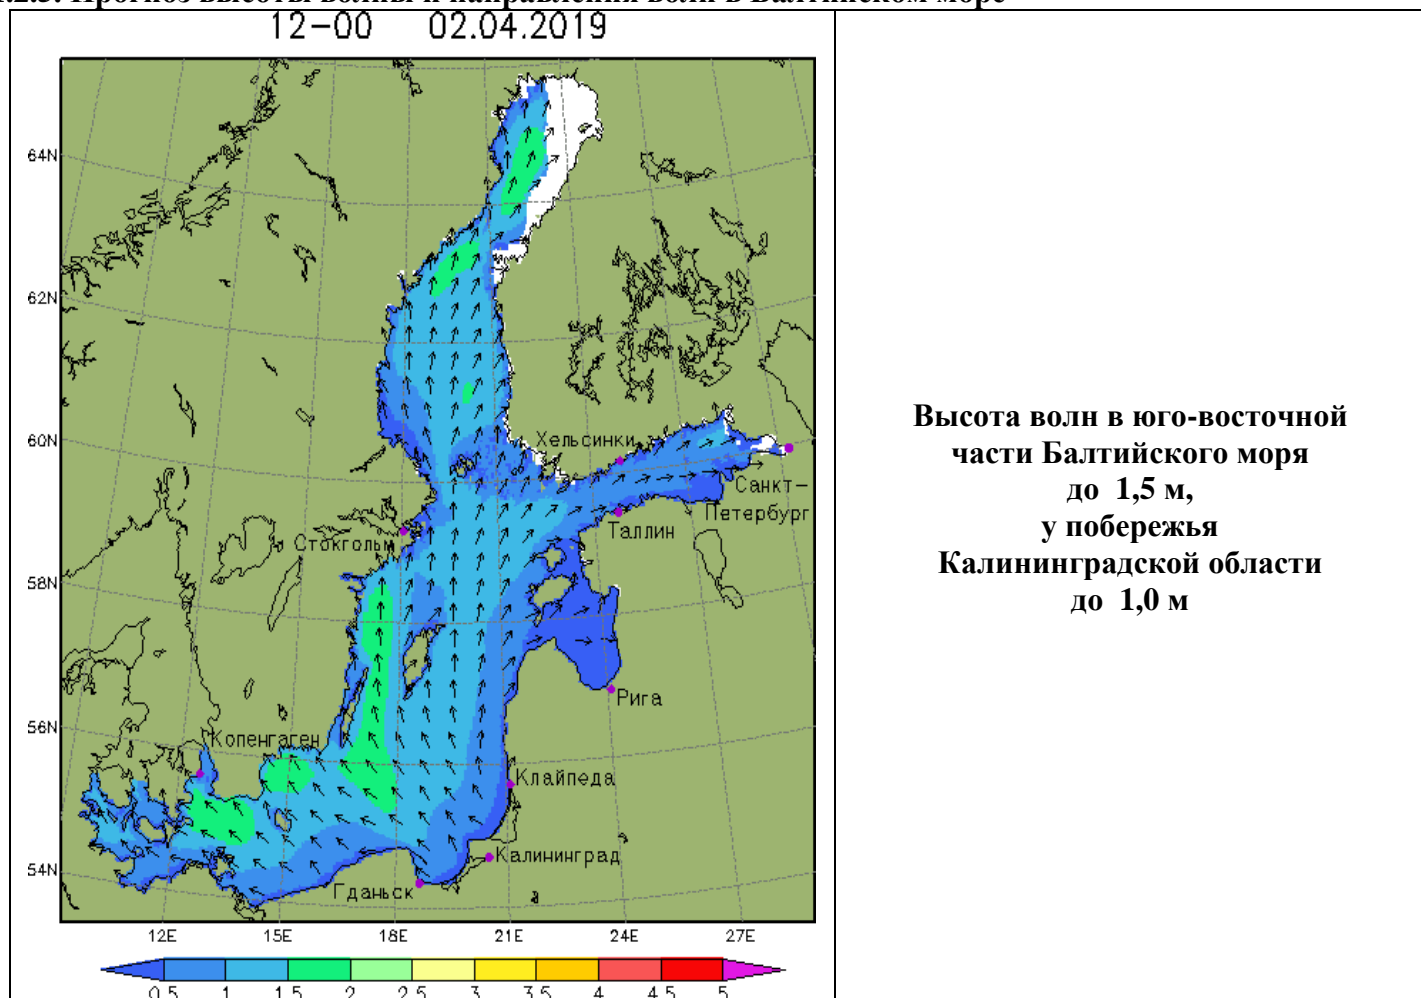 12-00 02.04.2019
64N
62N
60N
58N
56N
54N
Хельсинки
Санкт-
Петербург
Таллин
Стокгольм
Рига
Копенгаген
Клайпеда
Калининград
Гданьск
12E 15E 18E 21E 24E 27E
0.5 1 1.5 2 2.5 3 3.5 4 4.5 5
Высота волн в юго-восточной
части Балтийского моря
до 1,5 м,
у побережья
Калининградской области
до 1,0 м